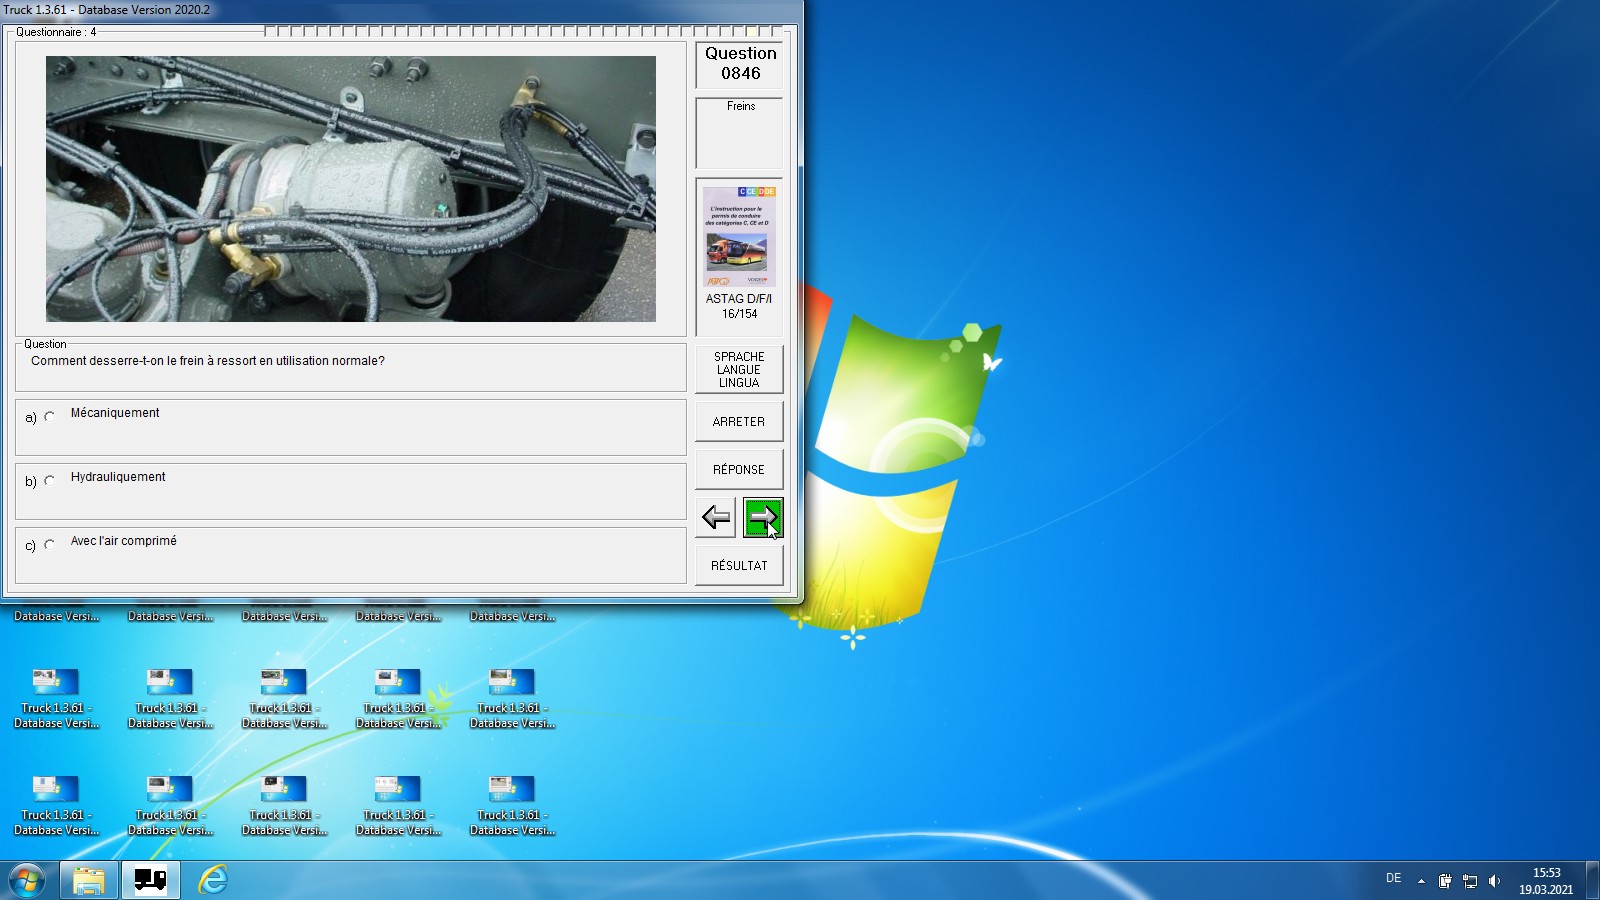 Truck 1.3.61 - Database Version 2020.2
Questionnaire : 4
Question
0846
Freins
C CE D DE
L'instruction pour le
permis de conduire
des catégories C, CE et D
ASTAG D/F/I
16/154
Question
Comment desserre-t-on le frein à ressort en utilisation normale?
SPRACHE
LANGUE
LINGUA
a) Mécaniquement
ARRETER
b) Hydrauliquement
RÉPONSE
c) Avec l'air comprimé
RÉSULTAT
Database Versi... Database Versi... Database Versi... Database Versi... Database Versi...
Truck 1.3.61 - Truck 1.3.61 - Truck 1.3.61 - Truck 1.3.61 - Truck 1.3.61 -
Database Versi... Database Versi... Database Versi... Database Versi... Database Versi...
Truck 1.3.61 - Truck 1.3.61 - Truck 1.3.61 - Truck 1.3.61 - Truck 1.3.61 -
Database Versi... Database Versi... Database Versi... Database Versi... Database Versi...
DE
15:53
19.03.2021